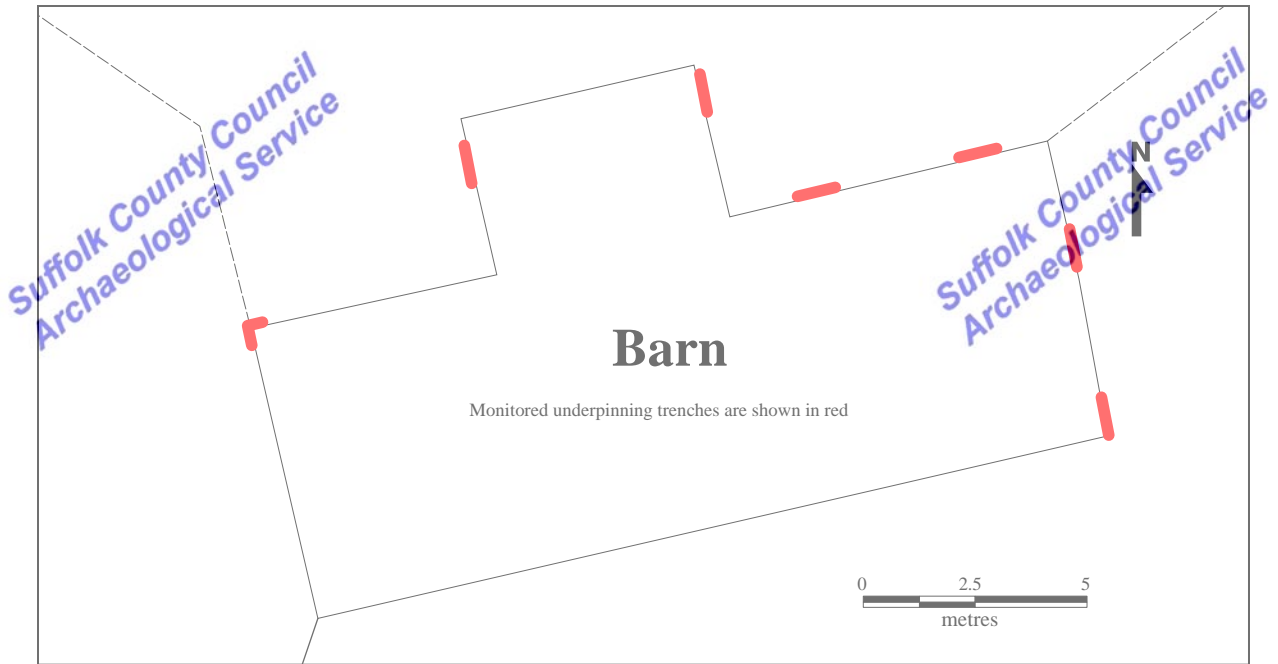 Suffolk County Council
Archaeological Service
Suffolk County Council
Archaeological Service
N
Barn
Monitored underpinning trenches are shown in red
0 2.5 5
metres